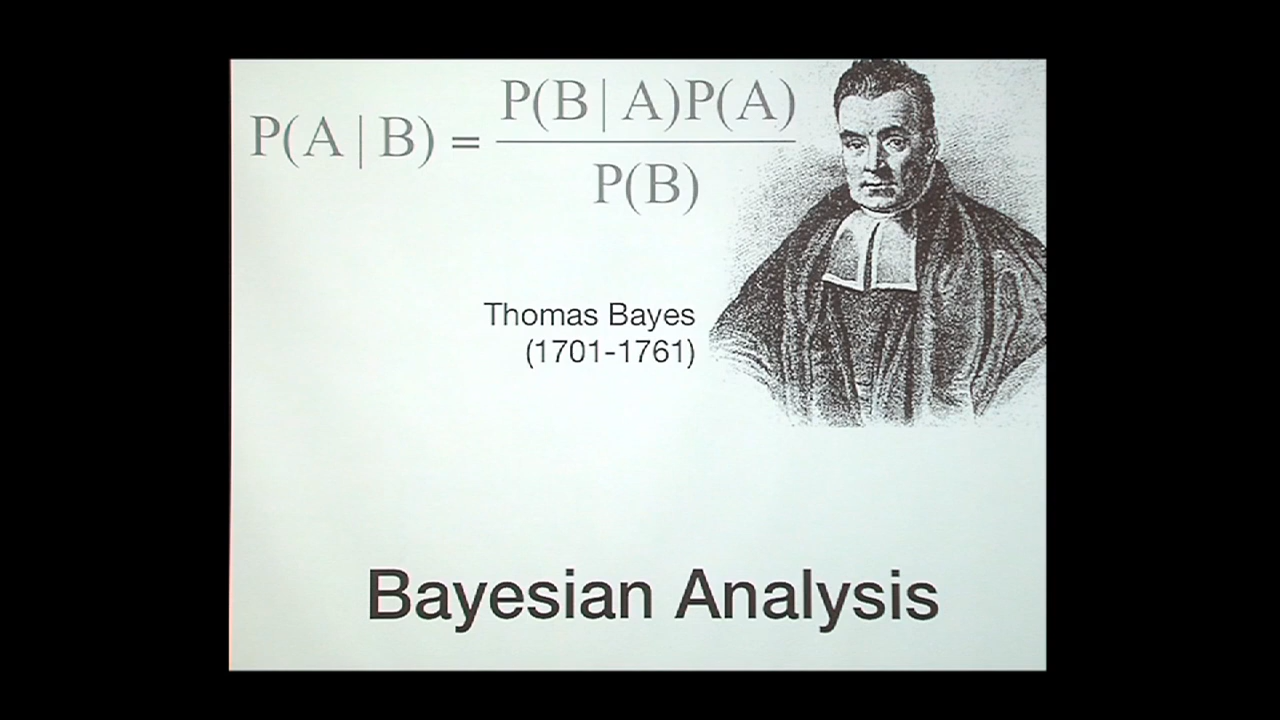 P(A | B) = P(B | A)P(A) / P(B)
Thomas Bayes
(1701-1761)
Bayesian Analysis